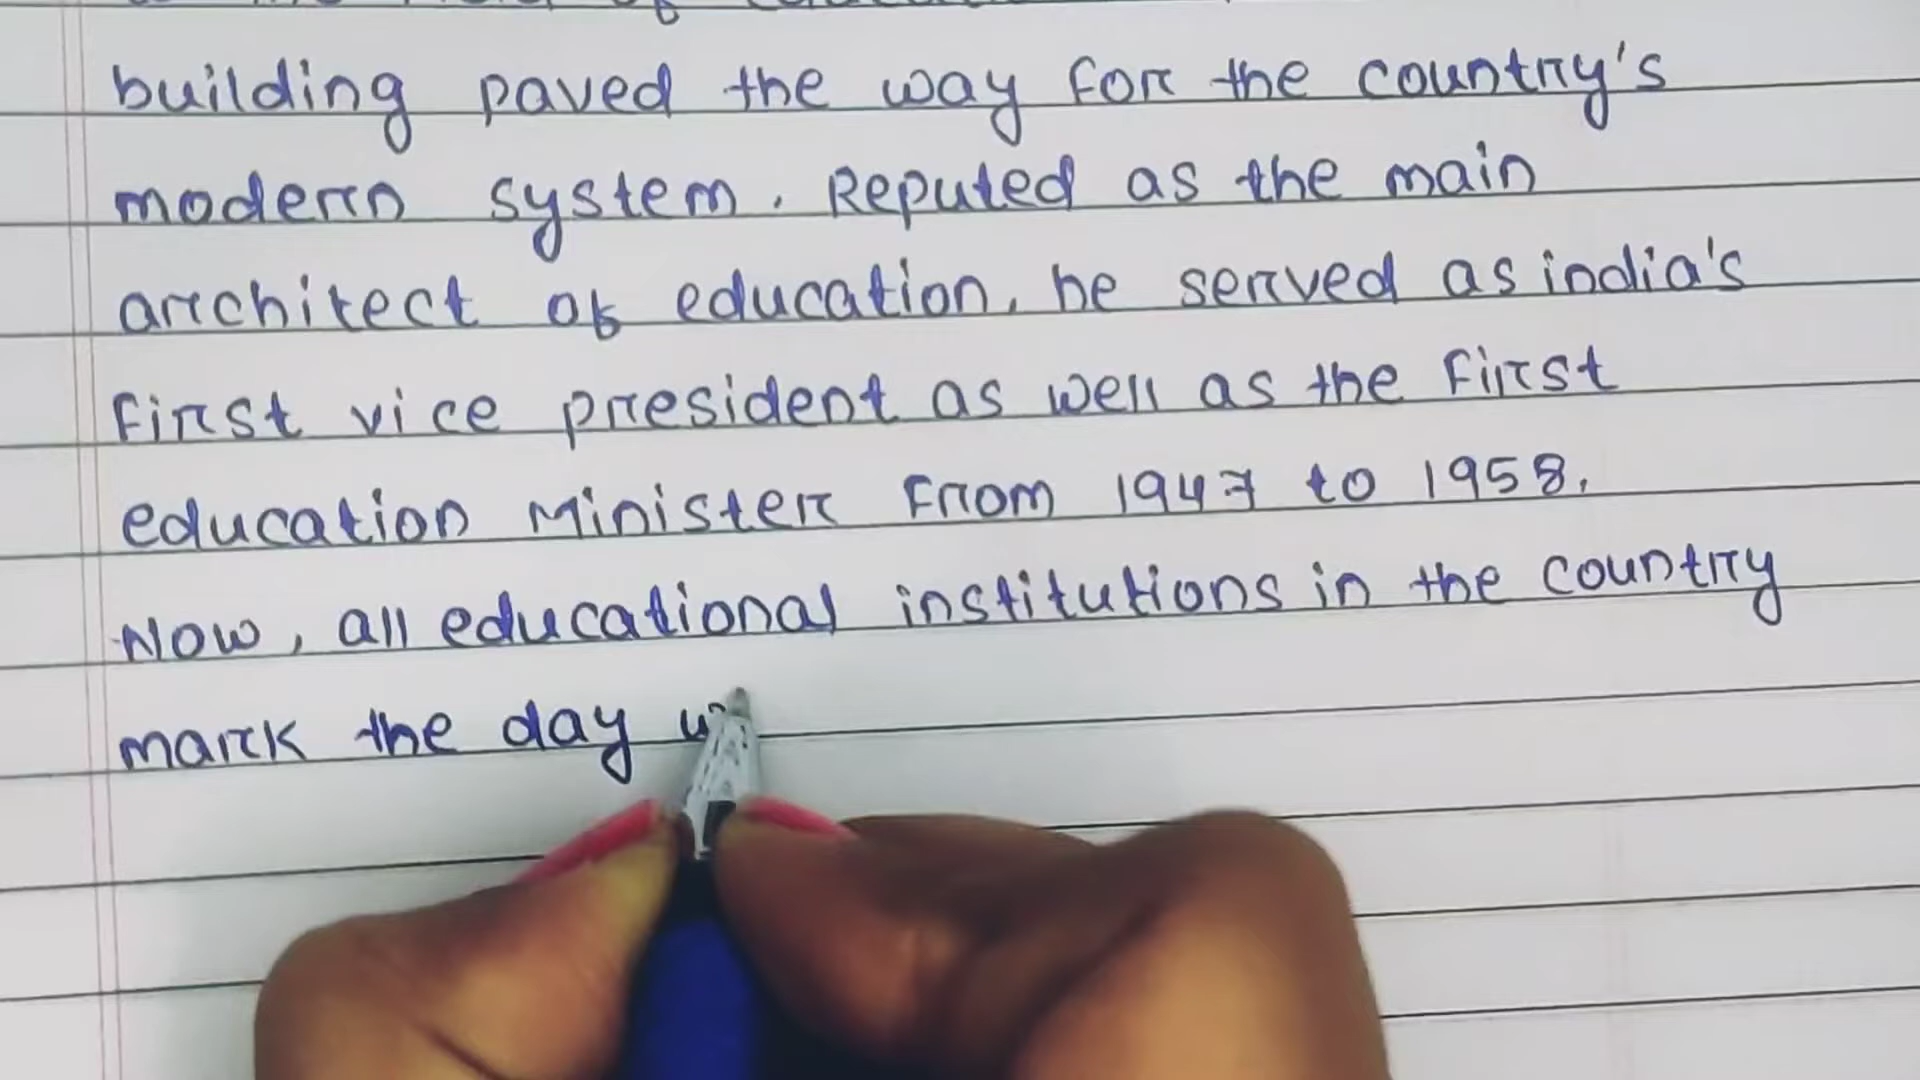 building paved the way for the country's
modern system. Reputed as the main
architect of education, he served as india's
first vice president as well as the first
education Minister From 1947 to 1958.
Now, all educational institutions in the country
mark the day